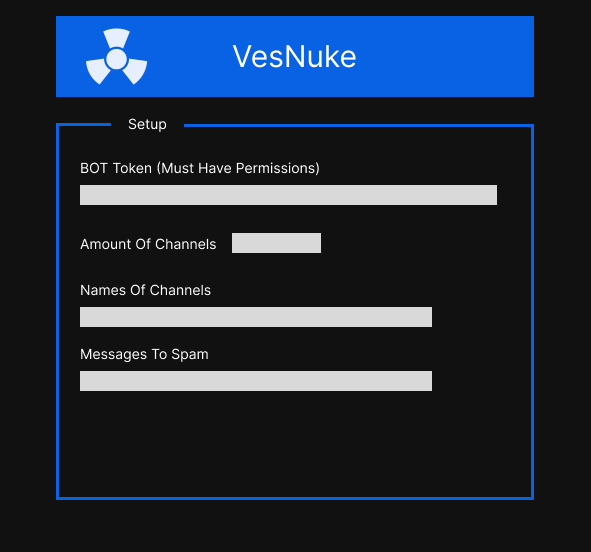 VesNuke
Setup
BOT Token (Must Have Permissions)
Amount Of Channels
Names Of Channels
Messages To Spam